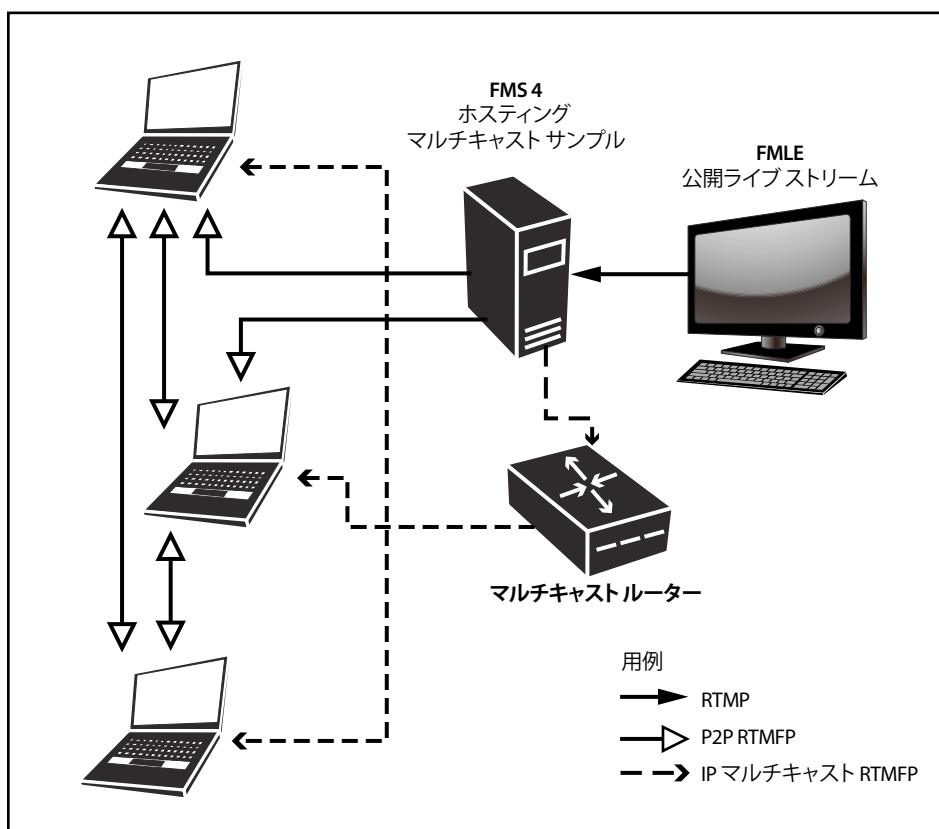 FMS 4
ホスティング
マルチキャスト サンプル
FMLE
公開ライブ ストリーム
マルチキャスト ルーター
用例
RTMP
P2P RTMFP
IP マルチキャスト RTMFP